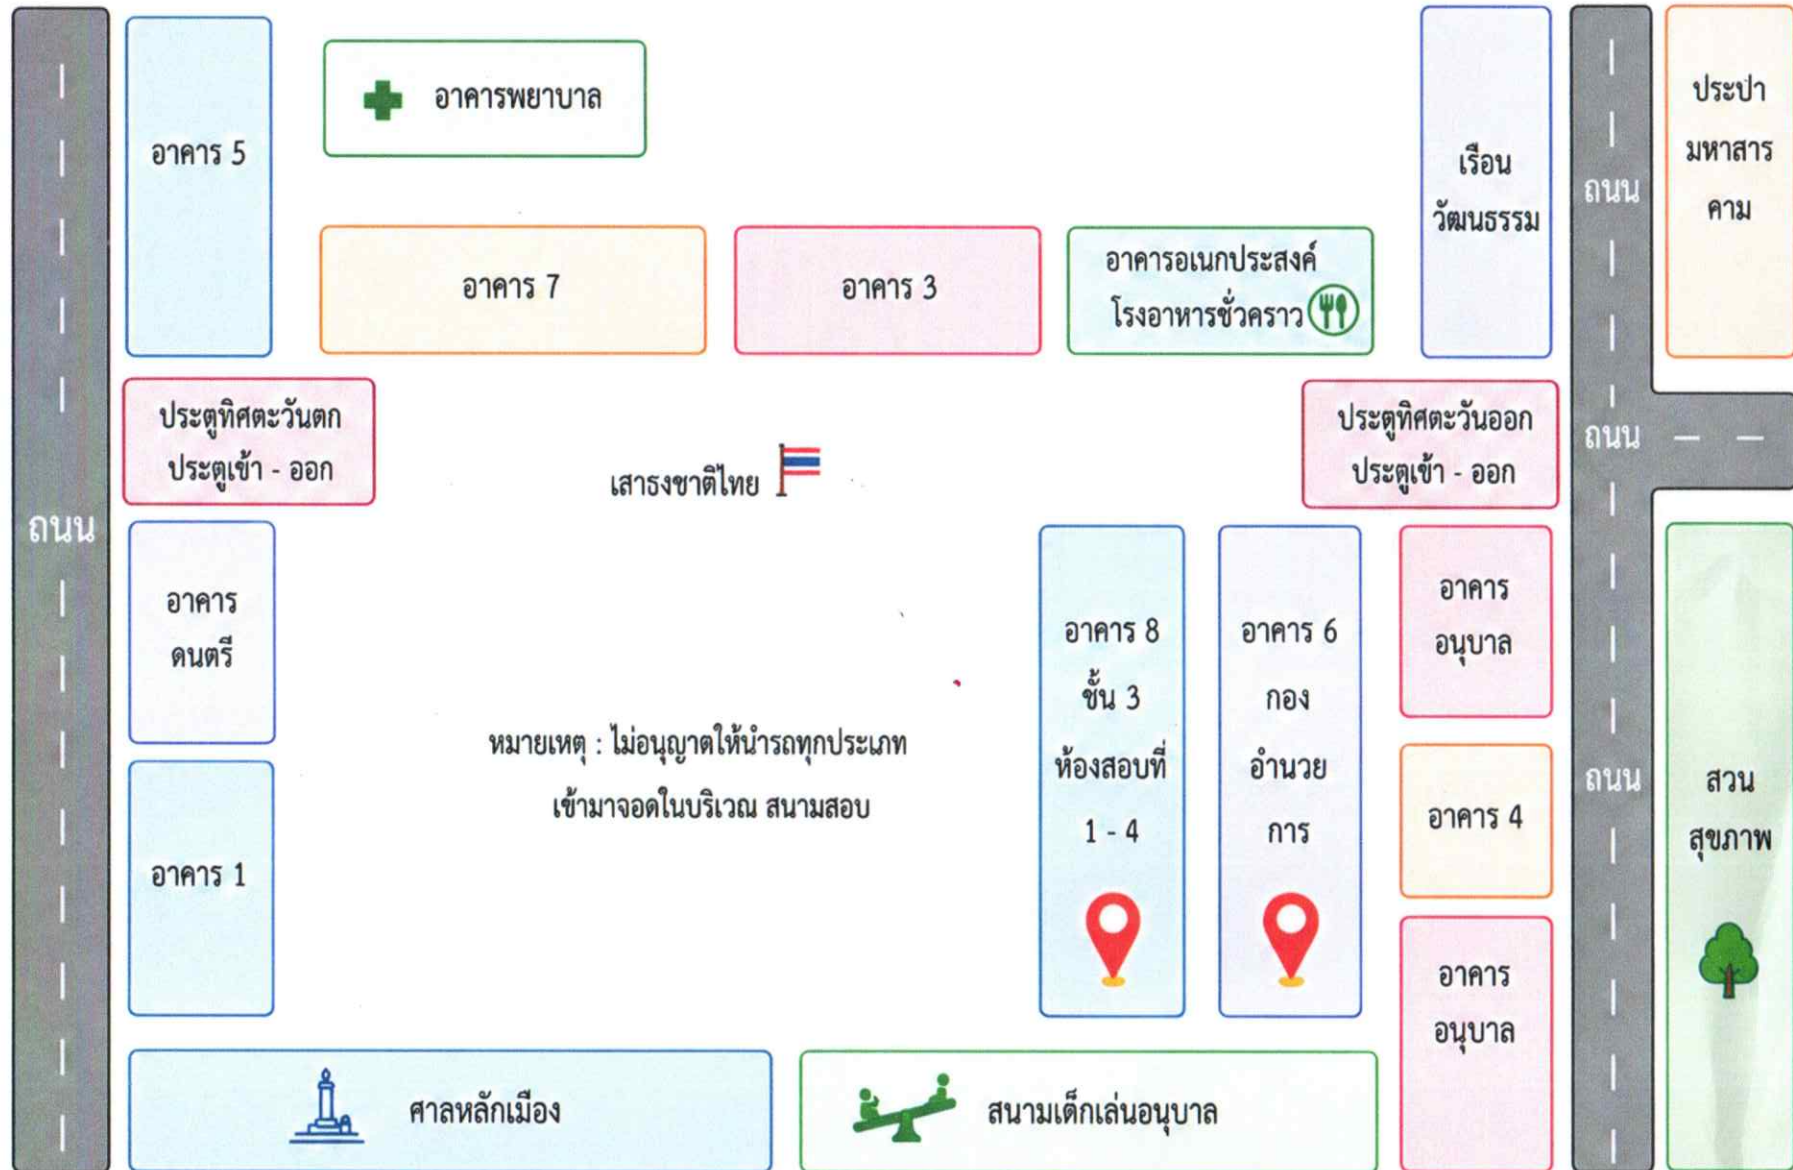 อาคาร 5
อาคารพยาบาล
เรือน
วัฒนธรรม
ถนน
ประปา
มหาสาร
คาม
อาคาร 7
อาคาร 3
อาคารอเนกประสงค์
โรงอาหารชั่วคราว
ประตูทิศตะวันตก
ประตูเข้า - ออก
เสาธงชาติไทย
ประตูทิศตะวันออก
ประตูเข้า - ออก
ถนน
ถนน
อาคาร
ดนตรี
อาคาร 8
ชั้น 3
ห้องสอบที่
1 - 4
อาคาร 6
กอง
อำนวย
การ
อาคาร
อนุบาล
หมายเหตุ : ไม่อนุญาตให้นำรถทุกประเภท
เข้ามาจอดในบริเวณ สนามสอบ
อาคาร 4
ถนน
สวน
สุขภาพ
อาคาร 1
อาคาร
อนุบาล
ศาลหลักเมือง
สนามเด็กเล่นอนุบาล